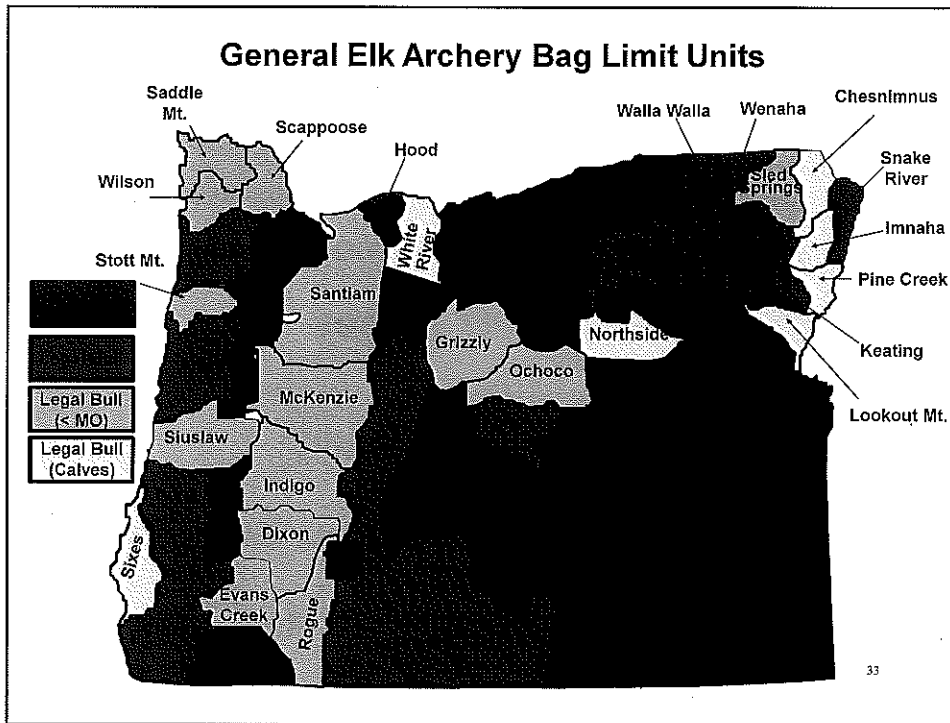 General Elk Archery Bag Limit Units
Saddle
Mt.
Scappoose
Hood
Walla Walla
Wenaha
Chesnimnus
Snake
River
Wilson
Sled
Springs
Imnaha
White
River
Stott Mt.
Santiam
Pine Creek
Grizzly
Northside
Keating
Ochoco
McKenzie
Lookout Mt.
Legal Bull
(< MO)
Siuslaw
Legal Bull
(Calves)
Indigo
Dixon
Sixes
Evans
Creek
Rogue
33